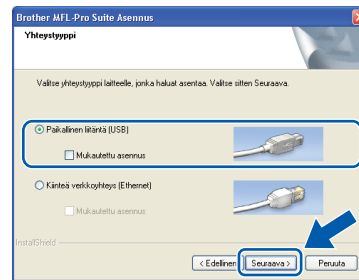 Brother MFL-Pro Suite Asennus
Yhteystyyppi
Valitse yhteystyyppi laitteelle, jonka haluat asentaa. Valitse sitten Seuraava.
Paikallinen liitäntä (USB)
Mukautettu asennus
Kiinteä verkkoyhteys (Ethernet)
Mukautettu asennus
InstallShield
< Edellinen Seuraava > Peruuta